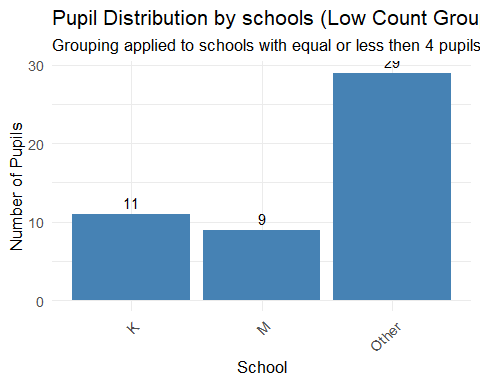 Pupil Distribution by schools (Low Count Grou
Grouping applied to schools with equal or less then 4 pupils
Number of Pupils
30
20
10
0
11
9
29
K
M
Other
School